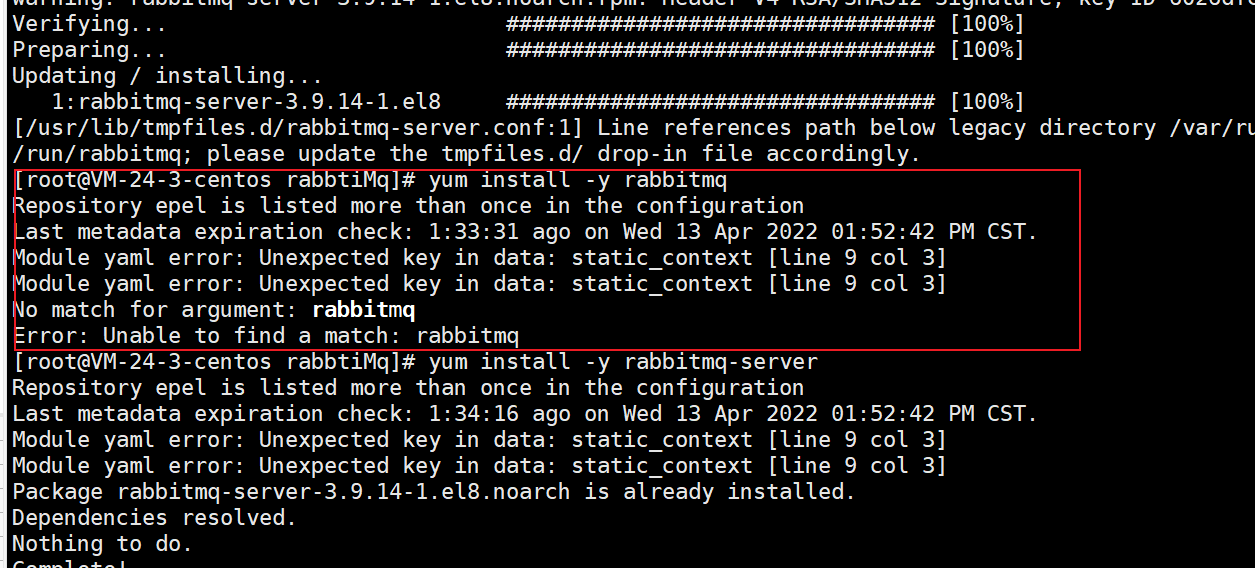 warning: rabbitmq-server-3.9.14-1.el8.noarch.rpm: Header V4 RSA/SHA512 Signature, key ID
Verifying... ################################# [100%]
Preparing... ################################# [100%]
Updating / installing...
1:rabbitmq-server-3.9.14-1.el8 ################################# [100%]
[/usr/lib/tmpfiles.d/rabbitmq-server.conf:1] Line references path below legacy directory /var/ru
/run/rabbitmq; please update the tmpfiles.d/ drop-in file accordingly.
[root@VM-24-3-centos rabbtiMq]# yum install -y rabbitmq
Repository epel is listed more than once in the configuration
Last metadata expiration check: 1:33:31 ago on Wed 13 Apr 2022 01:52:42 PM CST.
Module yaml error: Unexpected key in data: static_context [line 9 col 3]
Module yaml error: Unexpected key in data: static_context [line 9 col 3]
No match for argument: rabbitmq
Error: Unable to find a match: rabbitmq
[root@VM-24-3-centos rabbtiMq]# yum install -y rabbitmq-server
Repository epel is listed more than once in the configuration
Last metadata expiration check: 1:34:16 ago on Wed 13 Apr 2022 01:52:42 PM CST.
Module yaml error: Unexpected key in data: static_context [line 9 col 3]
Module yaml error: Unexpected key in data: static_context [line 9 col 3]
Package rabbitmq-server-3.9.14-1.el8.noarch is already installed.
Dependencies resolved.
Nothing to do.
Complete!